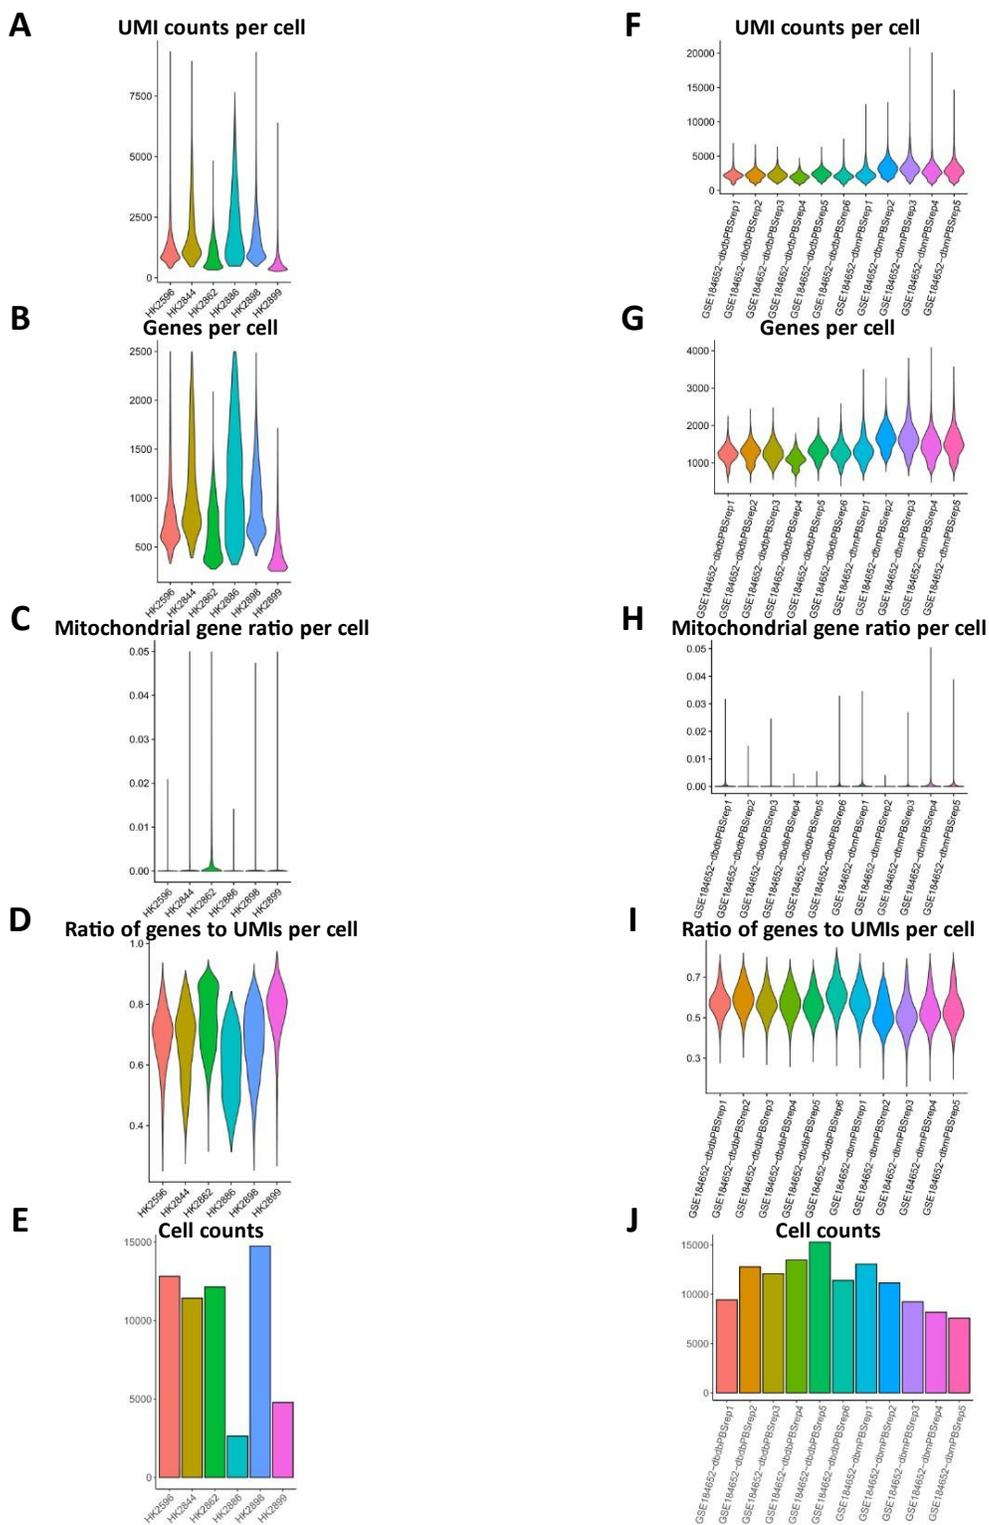 A
UMI counts per cell
7500
5000
2500
0
HK2596
HK2844
HK2862
HK2886
HK2898
HK2899
B
Genes per cell
2500
2000
1500
1000
500
HK2596
HK2844
HK2862
HK2886
HK2898
HK2899
C
Mitochondrial gene ratio per cell
0.05
0.04
0.03
0.02
0.01
0.00
HK2596
HK2844
HK2862
HK2886
HK2898
HK2899
D
Ratio of genes to UMIs per cell
1.0
0.8
0.6
0.4
HK2596
HK2844
HK2862
HK2886
HK2898
HK2899
E
Cell counts
15000
10000
5000
0
HK2596
HK2844
HK2862
HK2886
HK2898
HK2899
F
UMI counts per cell
20000
15000
10000
5000
0
GSE184652-dbdbPBSrep1
GSE184652-dbdbPBSrep2
GSE184652-dbdbPBSrep3
GSE184652-dbdbPBSrep4
GSE184652-dbdbPBSrep5
GSE184652-dbdbPBSrep6
GSE184652-dbmPBSrep1
GSE184652-dbmPBSrep2
GSE184652-dbmPBSrep3
GSE184652-dbmPBSrep4
GSE184652-dbmPBSrep5
G
Genes per cell
4000
3000
2000
1000
GSE184652-dbdbPBSrep1
GSE184652-dbdbPBSrep2
GSE184652-dbdbPBSrep3
GSE184652-dbdbPBSrep4
GSE184652-dbdbPBSrep5
GSE184652-dbdbPBSrep6
GSE184652-dbmPBSrep1
GSE184652-dbmPBSrep2
GSE184652-dbmPBSrep3
GSE184652-dbmPBSrep4
GSE184652-dbmPBSrep5
H
Mitochondrial gene ratio per cell
0.05
0.04
0.03
0.02
0.01
0.00
GSE184652-dbdbPBSrep1
GSE184652-dbdbPBSrep2
GSE184652-dbdbPBSrep3
GSE184652-dbdbPBSrep4
GSE184652-dbdbPBSrep5
GSE184652-dbdbPBSrep6
GSE184652-dbmPBSrep1
GSE184652-dbmPBSrep2
GSE184652-dbmPBSrep3
GSE184652-dbmPBSrep4
GSE184652-dbmPBSrep5
I
Ratio of genes to UMIs per cell
0.7
0.5
0.3
GSE184652-dbdbPBSrep1
GSE184652-dbdbPBSrep2
GSE184652-dbdbPBSrep3
GSE184652-dbdbPBSrep4
GSE184652-dbdbPBSrep5
GSE184652-dbdbPBSrep6
GSE184652-dbmPBSrep1
GSE184652-dbmPBSrep2
GSE184652-dbmPBSrep3
GSE184652-dbmPBSrep4
GSE184652-dbmPBSrep5
J
Cell counts
15000
10000
5000
0
GSE184652-dbdbPBSrep1
GSE184652-dbdbPBSrep2
GSE184652-dbdbPBSrep3
GSE184652-dbdbPBSrep4
GSE184652-dbdbPBSrep5
GSE184652-dbdbPBSrep6
GSE184652-dbmPBSrep1
GSE184652-dbmPBSrep2
GSE184652-dbmPBSrep3
GSE184652-dbmPBSrep4
GSE184652-dbmPBSrep5